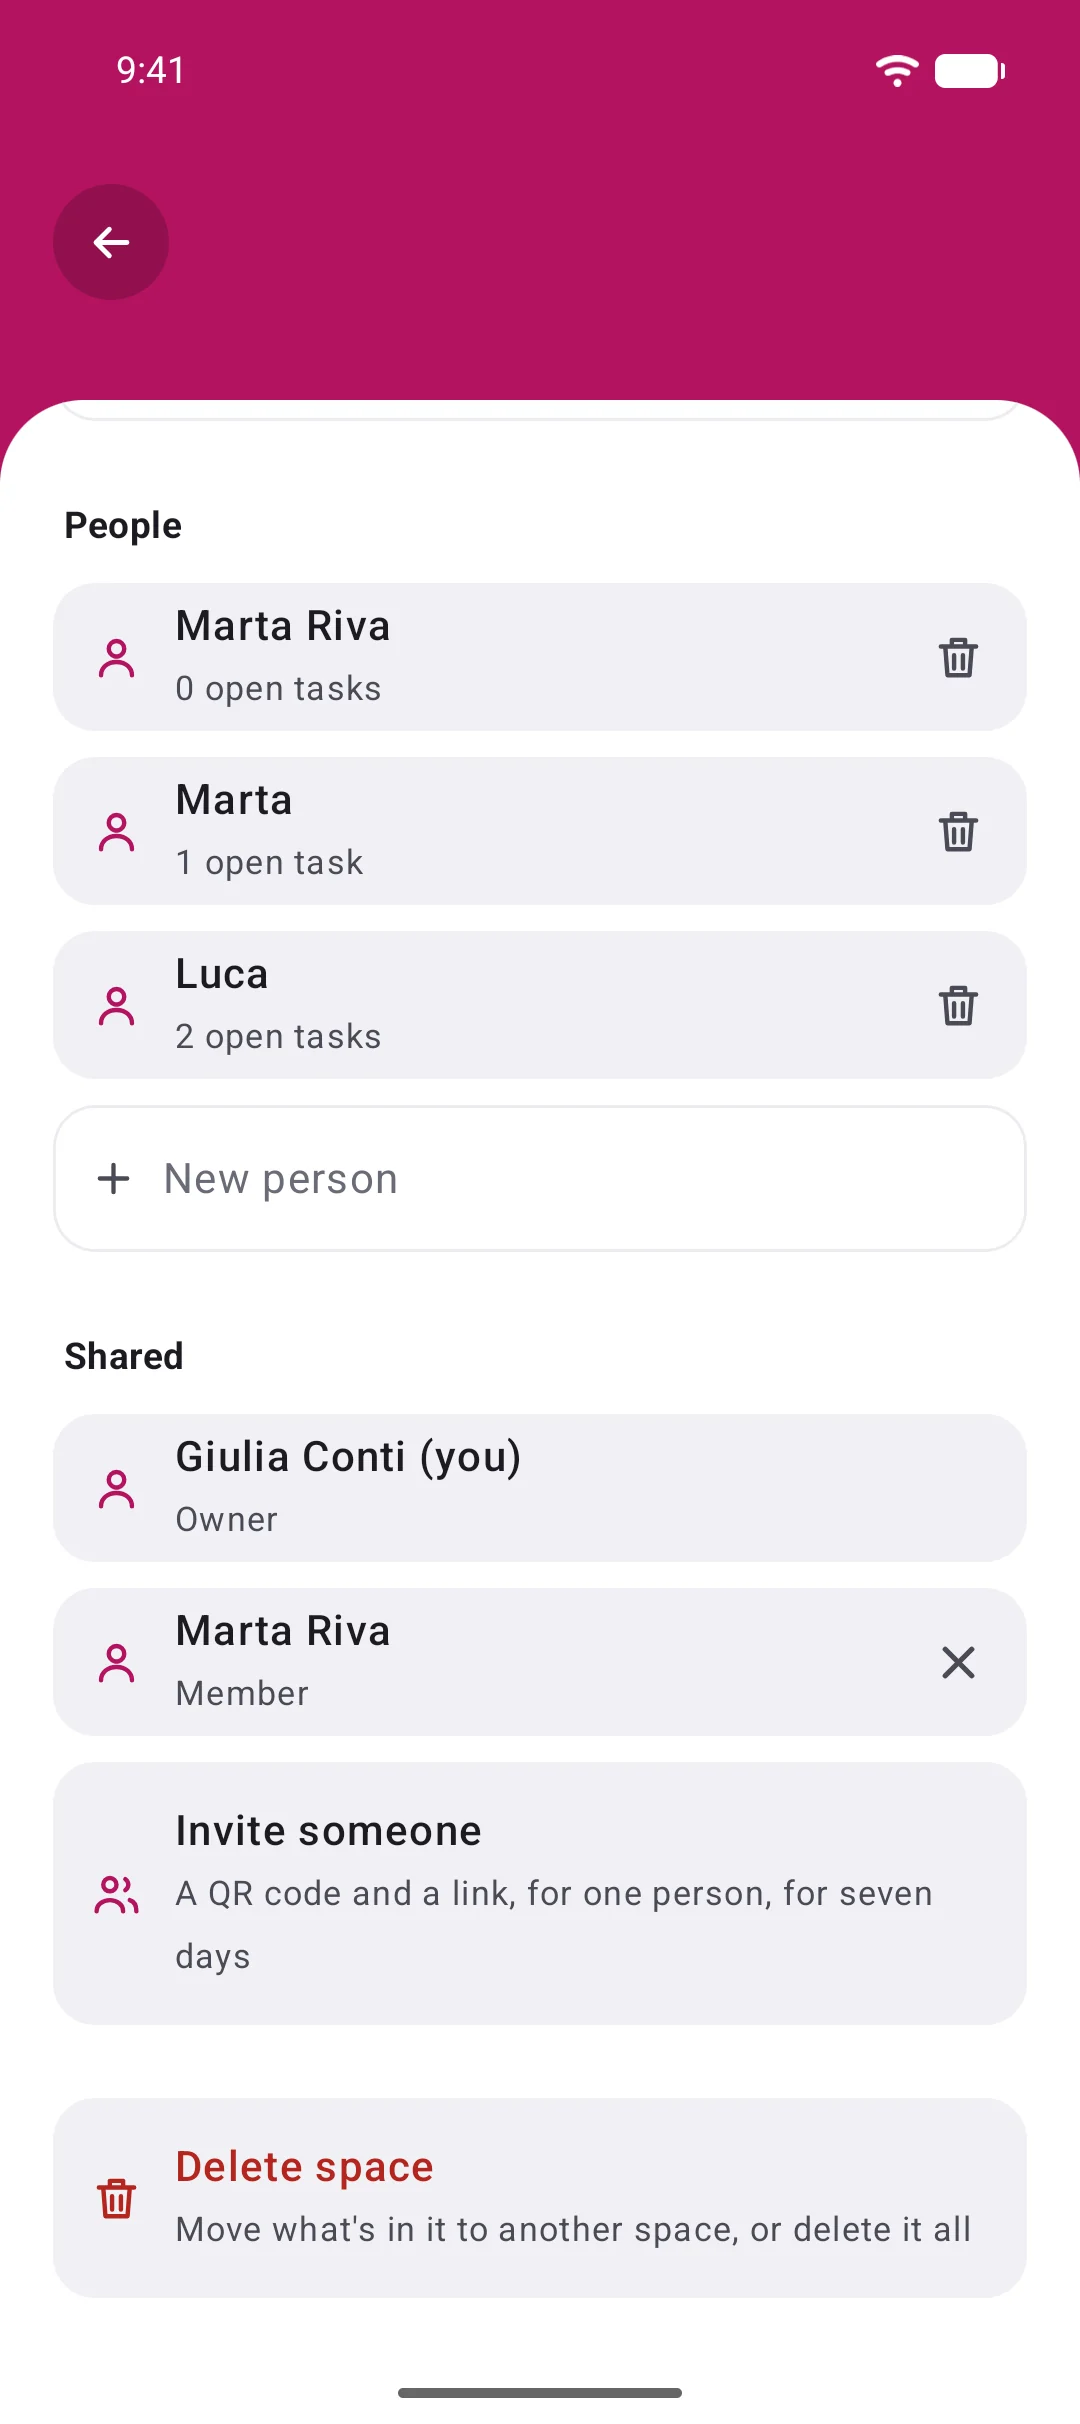 9:41
People
Marta Riva
0 open tasks
Marta
1 open task
Luca
2 open tasks
New person
Shared
Giulia Conti (you)
Owner
Marta Riva
Member
Invite someone
A QR code and a link, for one person, for seven
days
Delete space
Move what's in it to another space, or delete it all